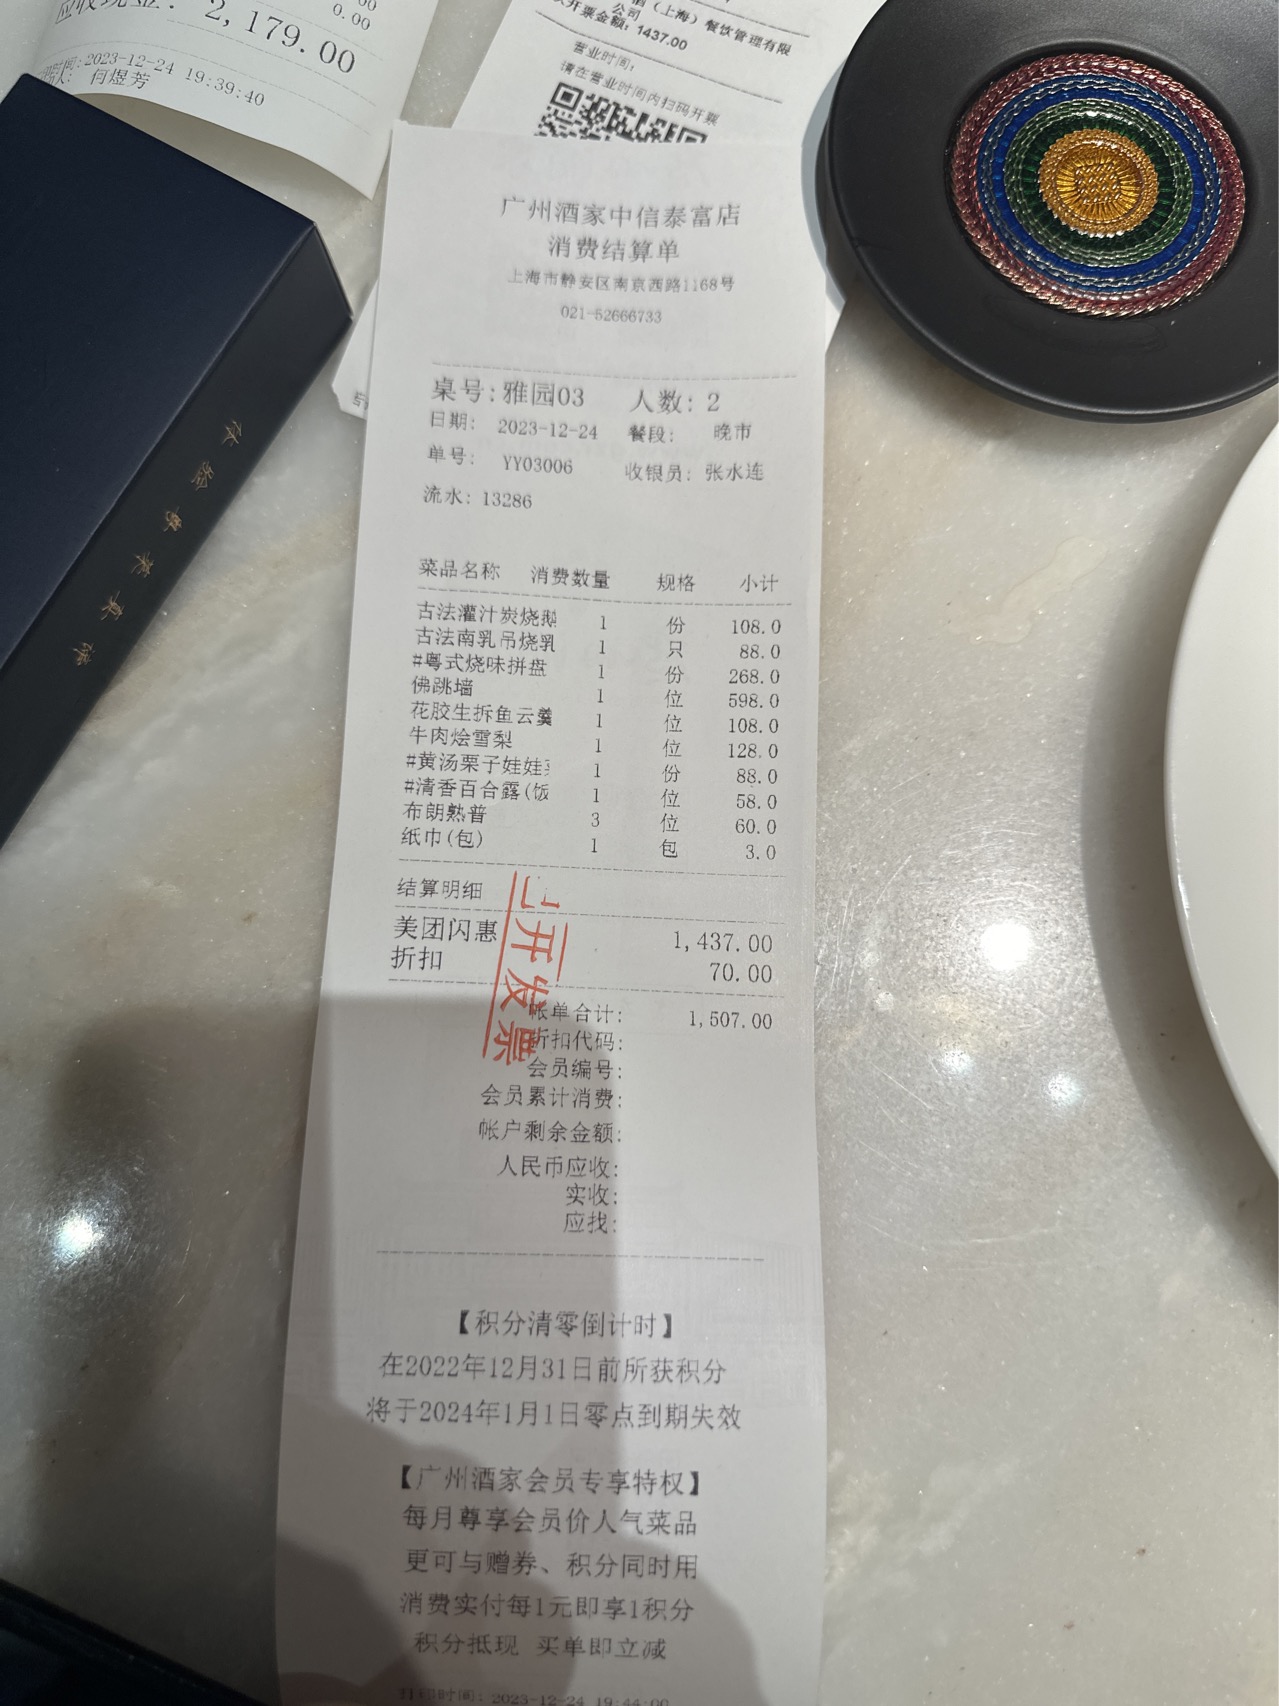 2,179.00
0.00
2023-12-24 19:39:40
何煜芳
(上海)餐饮管理有限
公司
开票金额: 1437.00
营业时间:
请在营业时间内扫码开票
广州酒家中信泰富店
消费结算单
上海市静安区南京西路1168号
021-52666733
桌号:雅园03 人数: 2
日期: 2023-12-24 餐段: 晚市
单号: YY03006 收银员: 张水连
流水: 13286
菜品名称 消费数量 规格 小计
古法灌汁炭烧鹅 1 份 108.0
古法南乳吊烧乳 1 只 88.0
#粤式烧味拼盘 1 份 268.0
佛跳墙 1 位 598.0
花胶生拆鱼云羹 1 位 108.0
牛肉烩雪梨 1 位 128.0
#黄汤栗子娃娃 1 份 88.0
#清香百合露(饭 1 位 58.0
布朗熟普 3 位 60.0
纸巾(包) 1 包 3.0
结算明细
美团闪惠 1,437.00
折扣 70.00
已开发票
帐单合计: 1,507.00
折扣代码:
会员编号:
会员累计消费:
帐户剩余金额:
人民币应收:
实收:
应找:
【积分清零倒计时】
在2022年12月31日前所获积分
将于2024年1月1日零点到期失效
【广州酒家会员专享特权】
每月尊享会员价人气菜品
更可与赠券、积分同时用
消费实付每1元即享1积分
积分抵现 买单即立减
打印时间: 2023-12-24 19:44:00